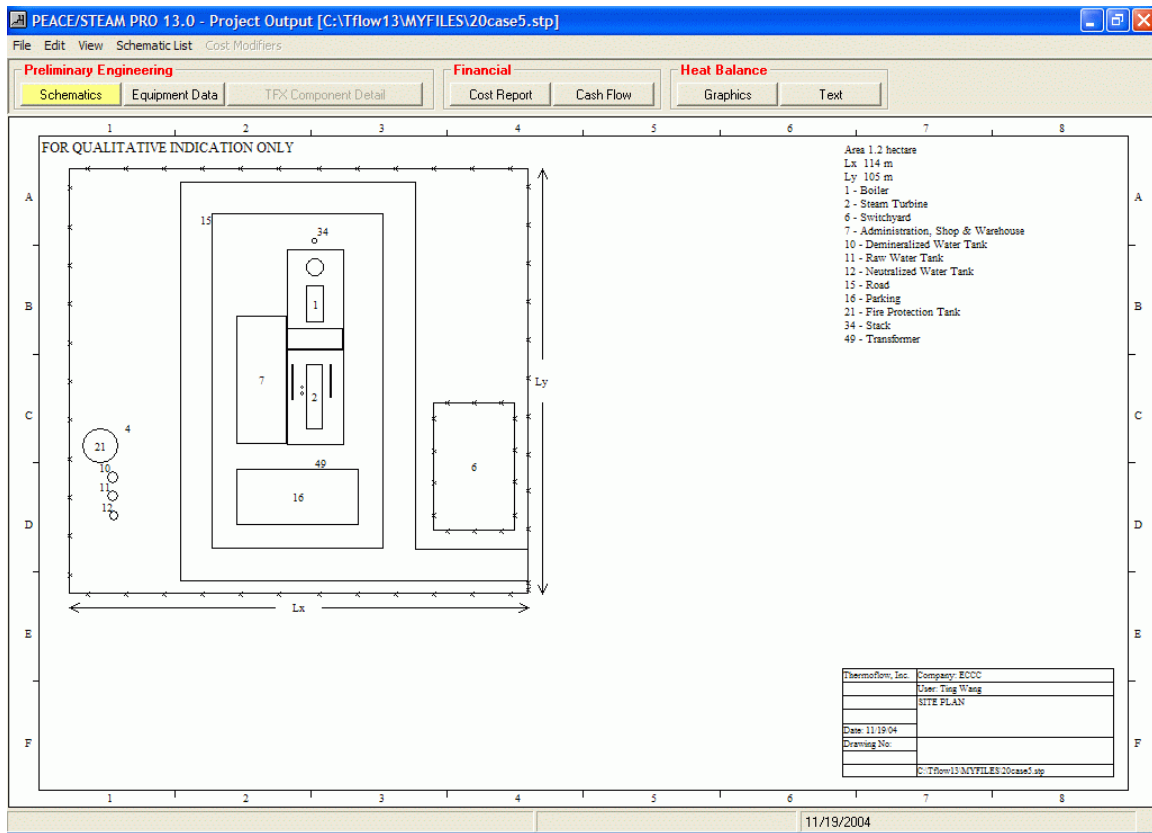 PEACE/STEAM PRO 13.0 - Project Output [C:\Tflow13\MYFILES\20case5.stp]
File Edit View Schematic List Cost Modifiers
Preliminary Engineering Financial Heat Balance
Schematics Equipment Data TFX Component Detail Cost Report Cash Flow Graphics Text
1 2 3 4 5 6 7 8
FOR QUALITATIVE INDICATION ONLY
Area 1.2 hectare
Lx 114 m
Ly 105 m
1 - Boiler
2 - Steam Turbine
6 - Switchyard
7 - Administration, Shop & Warehouse
10 - Demineralized Water Tank
11 - Raw Water Tank
12 - Neutralized Water Tank
15 - Road
16 - Parking
21 - Fire Protection Tank
34 - Stack
49 - Transformer
A A
15
34
B 1 B
7
Ly
2
C C
4
21
49
6
10
16
11
12
D D
Lx
E E
Thermoflow, Inc. Company: ECCC
User: Ting Wang
SITE PLAN
Date: 11/19/04
Drawing No:
C:\Tflow13\MYFILES\20case5.stp
F F
1 2 3 4 5 6 7 8
11/19/2004